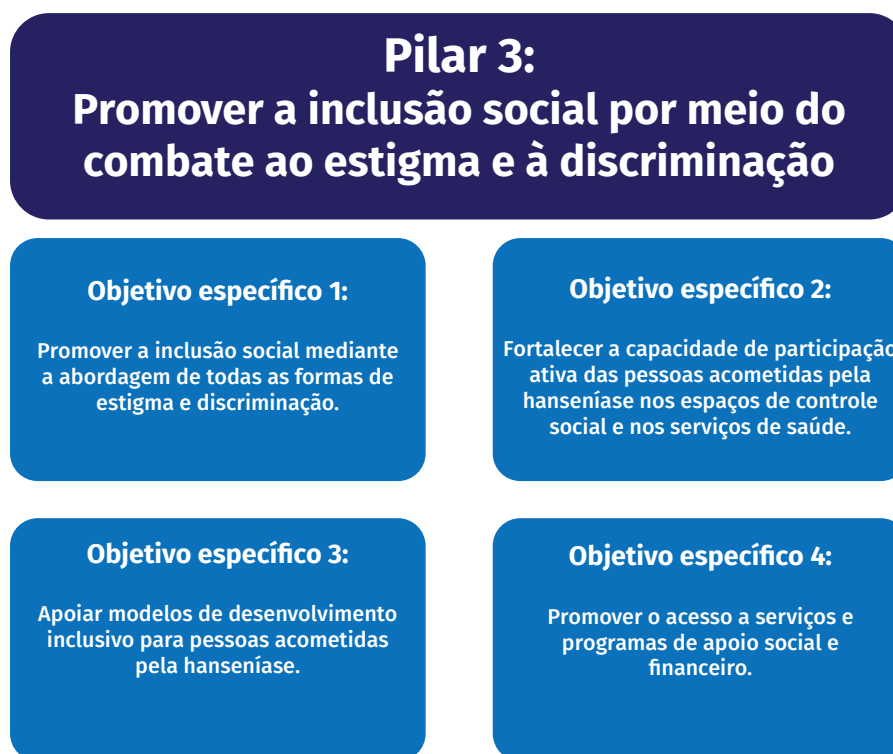 Pilar 3:
Promover a inclusão social por meio do
combate ao estigma e à discriminação
Objetivo específico 1:
Promover a inclusão social mediante
a abordagem de todas as formas de
estigma e discriminação.
Objetivo específico 2:
Fortalecer a capacidade de participação
ativa das pessoas acometidas pela
hanseníase nos espaços de controle
social e nos serviços de saúde.
Objetivo específico 3:
Apoiar modelos de desenvolvimento
inclusivo para pessoas acometidas
pela hanseníase.
Objetivo específico 4:
Promover o acesso a serviços e
programas de apoio social e
financeiro.